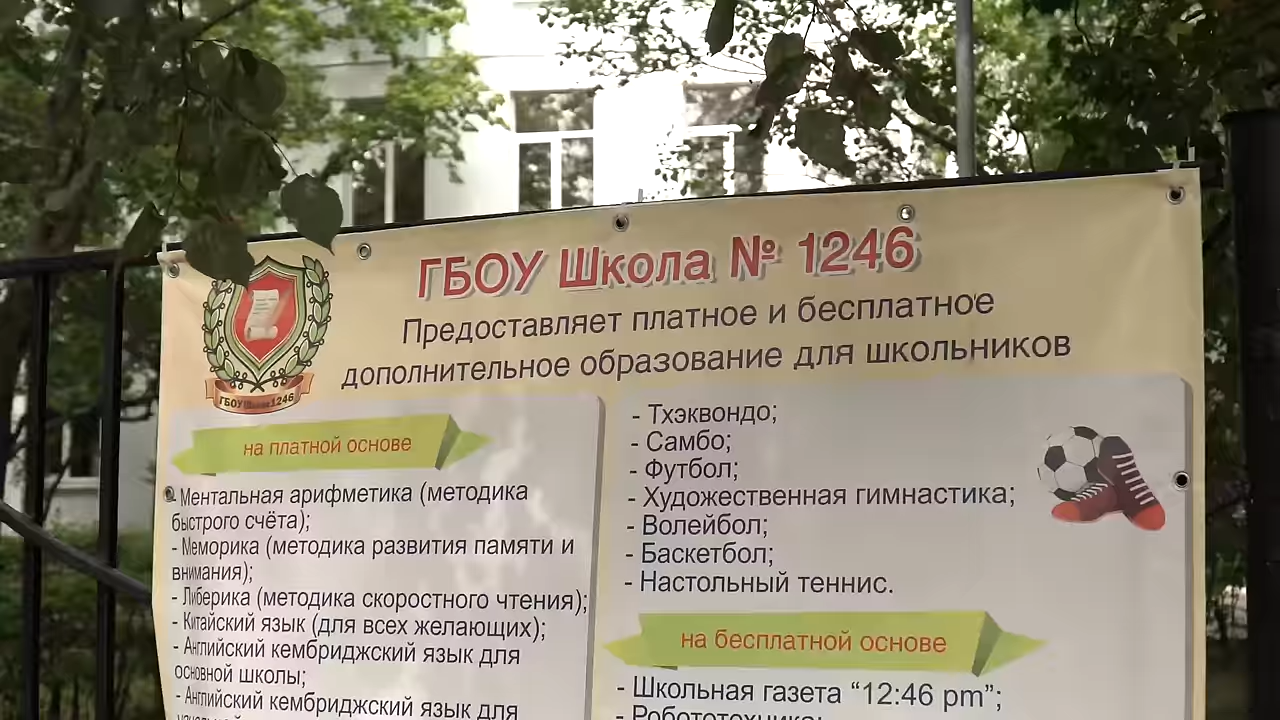 ГБОУ Школа № 1246
Предоставляет платное и бесплатное
дополнительное образование для школьников
ГБОУ Школа 1246
на платной основе
- Ментальная арифметика (методика
быстрого счёта);
- Меморика (методика развития памяти и
внимания);
- Либерика (методика скоростного чтения);
- Китайский язык (для всех желающих);
- Английский кембриджский язык для
основной школы;
- Английский кембриджский язык для
- Тхэквондо;
- Самбо;
- Футбол;
- Художественная гимнастика;
- Волейбол;
- Баскетбол;
- Настольный теннис.
на бесплатной основе
- Школьная газета “12:46 pm”;
- Робототехника;